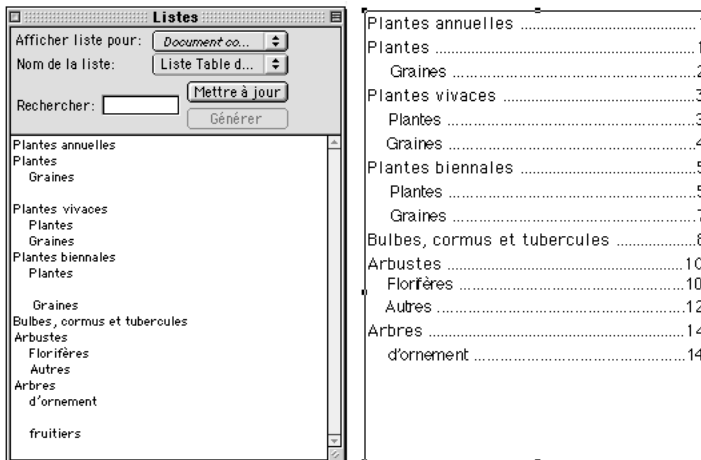 Listes
Afficher liste pour: Document co...
Nom de la liste: Liste Table d...
Mettre à jour
Rechercher:
Générer
Plantes annuelles
Plantes
Graines
Plantes vivaces
Plantes
Graines
Plantes biennales
Plantes
Graines
Bulbes, cormus et tubercules
Arbustes
Florifères
Autres
Arbres
d'ornement
fruitiers
Plantes annuelles
Plantes
Graines ........ 2
Plantes vivaces ........ 3
Plantes ........ 3
Graines ........ 4
Plantes biennales ........ 5
Plantes ........ 5
Graines ........ 7
Bulbes, cormus et tubercules ........ 8
Arbustes ........ 10
Florifères ........ 10
Autres ........ 12
Arbres ........ 14
d'ornement ........ 14